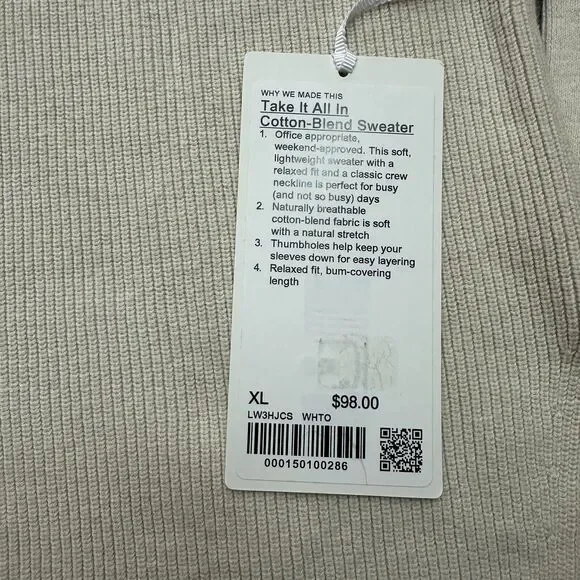 WHY WE MADE THIS
Take It All In
Cotton-Blend Sweater
1. Office appropriate,
weekend-approved. This soft,
lightweight sweater with a
relaxed fit and a classic crew
neckline is perfect for busy
(and not so busy) days
2. Naturally breathable
cotton-blend fabric is soft
with a natural stretch
3. Thumbholes help keep your
sleeves down for easy layering
4. Relaxed fit, bum-covering
length
XL $98.00
LW3HJCS WHTO
000150100286